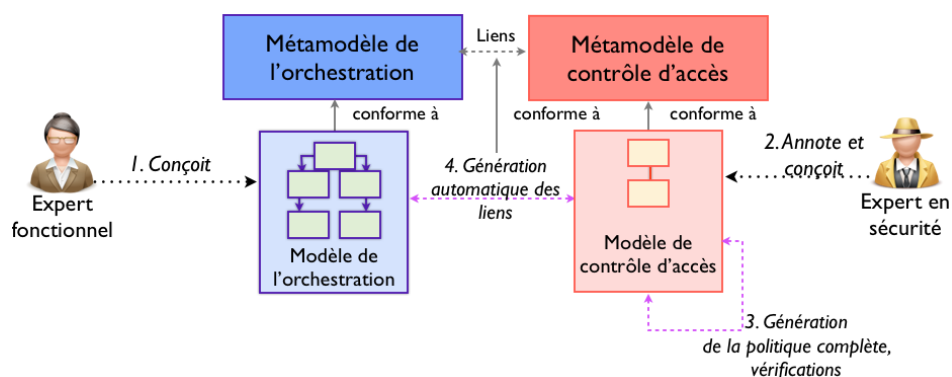 Métamodèle de
l'orchestration
Liens
Métamodèle de
contrôle d'accès
conforme à
conforme à
conforme à
1. Conçoit
4. Génération
automatique des
liens
2. Annote et
conçoit
Expert
fonctionnel
Modèle de
l'orchestration
Modèle de
contrôle d'accès
Expert en
sécurité
3. Génération
de la politique complète,
vérifications